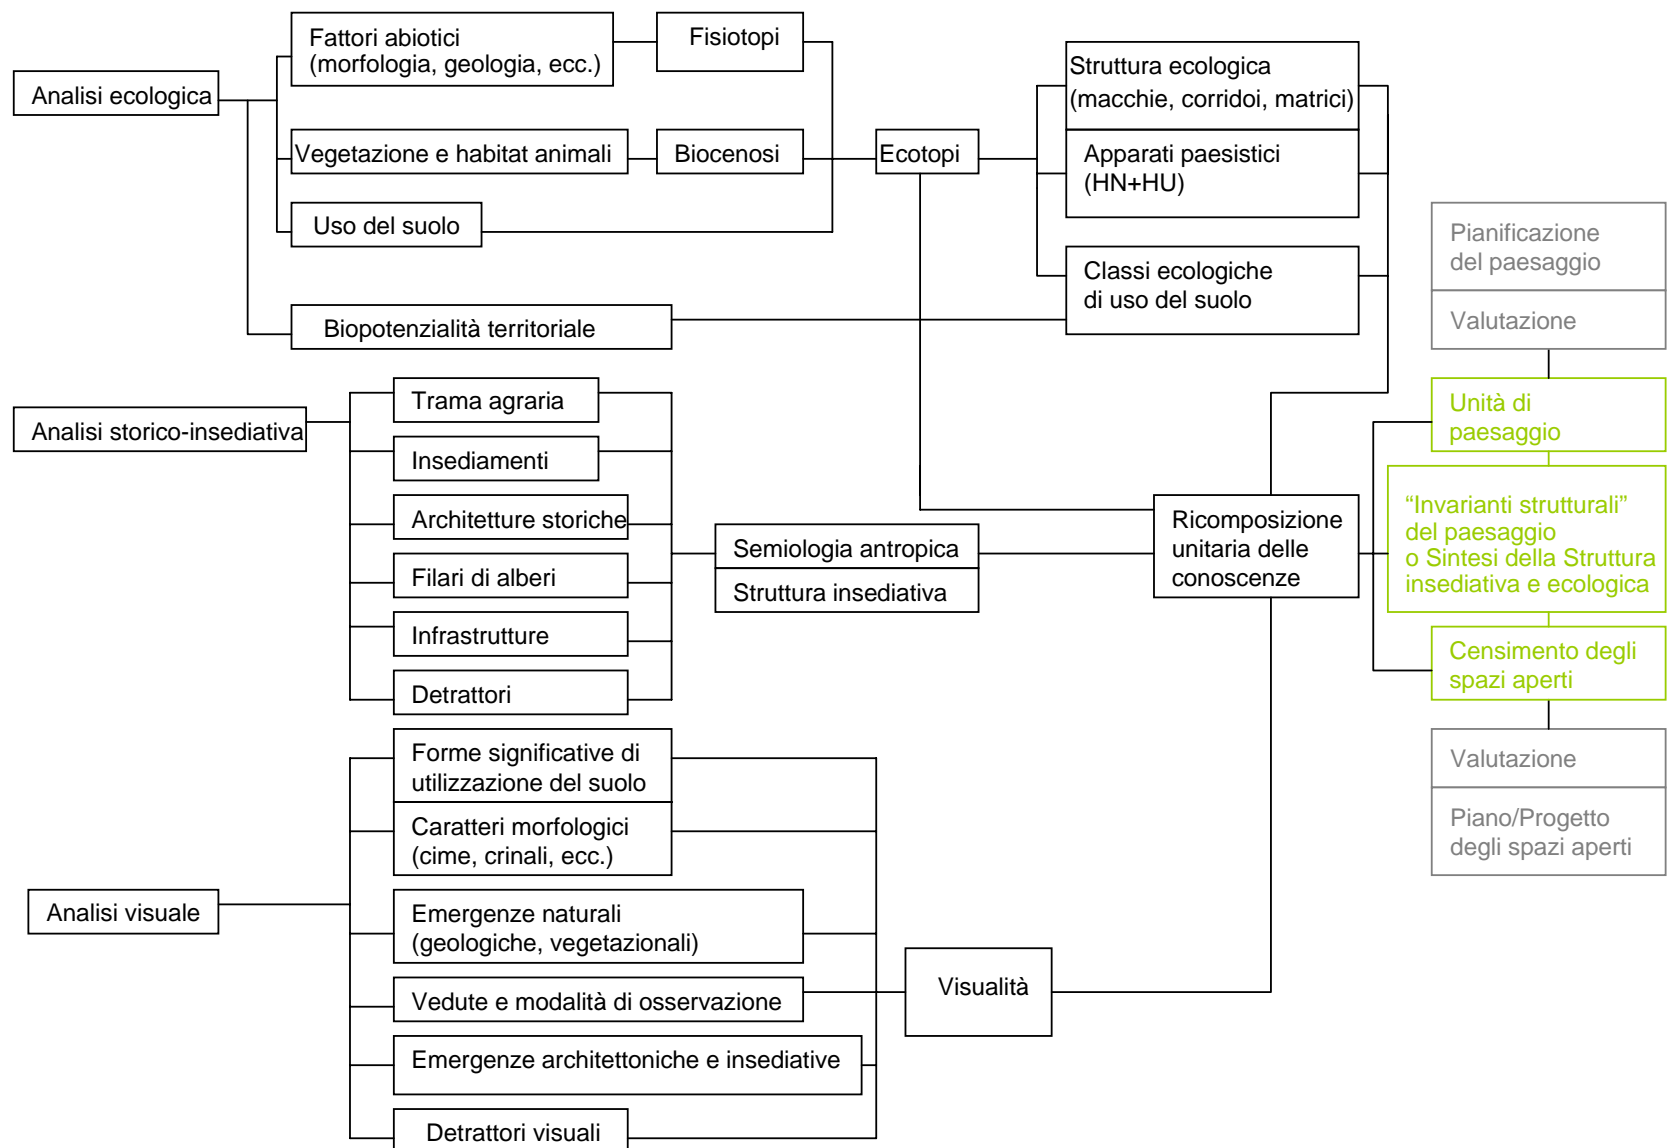 Analisi ecologica
Fattori abiotici
(morfologia, geologia, ecc.)
Fisiotopi
Vegetazione e habitat animali
Biocenosi
Uso del suolo
Biopotenzialità territoriale
Ecotopi
Struttura ecologica
(macchie, corridoi, matrici)
Apparati paesistici
(HN+HU)
Classi ecologiche
di uso del suolo
Analisi storico-insediativa
Trama agraria
Insediamenti
Architetture storiche
Filari di alberi
Infrastrutture
Detrattori
Semiologia antropica
Struttura insediativa
Analisi visuale
Forme significative di
utilizzazione del suolo
Caratteri morfologici
(cime, crinali, ecc.)
Emergenze naturali
(geologiche, vegetazionali)
Vedute e modalità di osservazione
Emergenze architettoniche e insediative
Detrattori visuali
Visualità
Ricomposizione
unitaria delle
conoscenze
Pianificazione
del paesaggio
Valutazione
Unità di
paesaggio
“Invarianti strutturali”
del paesaggio
o Sintesi della Struttura
insediativa e ecologica
Censimento degli
spazi aperti
Valutazione
Piano/Progetto
degli spazi aperti